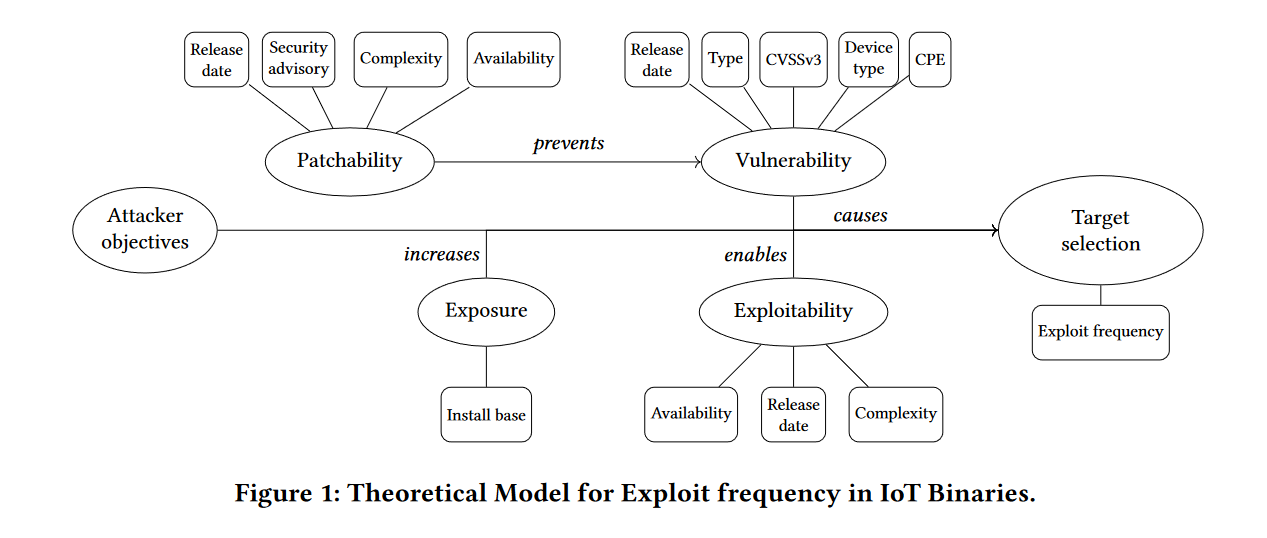 Release
date
Security
advisory
Complexity
Availability
Release
date
Type
CVSSv3
Device
type
CPE
Patchability
prevents
Vulnerability
Attacker
objectives
causes
Target
selection
increases
enables
Exposure
Exploitability
Exploit frequency
Install base
Availability
Release
date
Complexity
Figure 1: Theoretical Model for Exploit frequency in IoT Binaries.